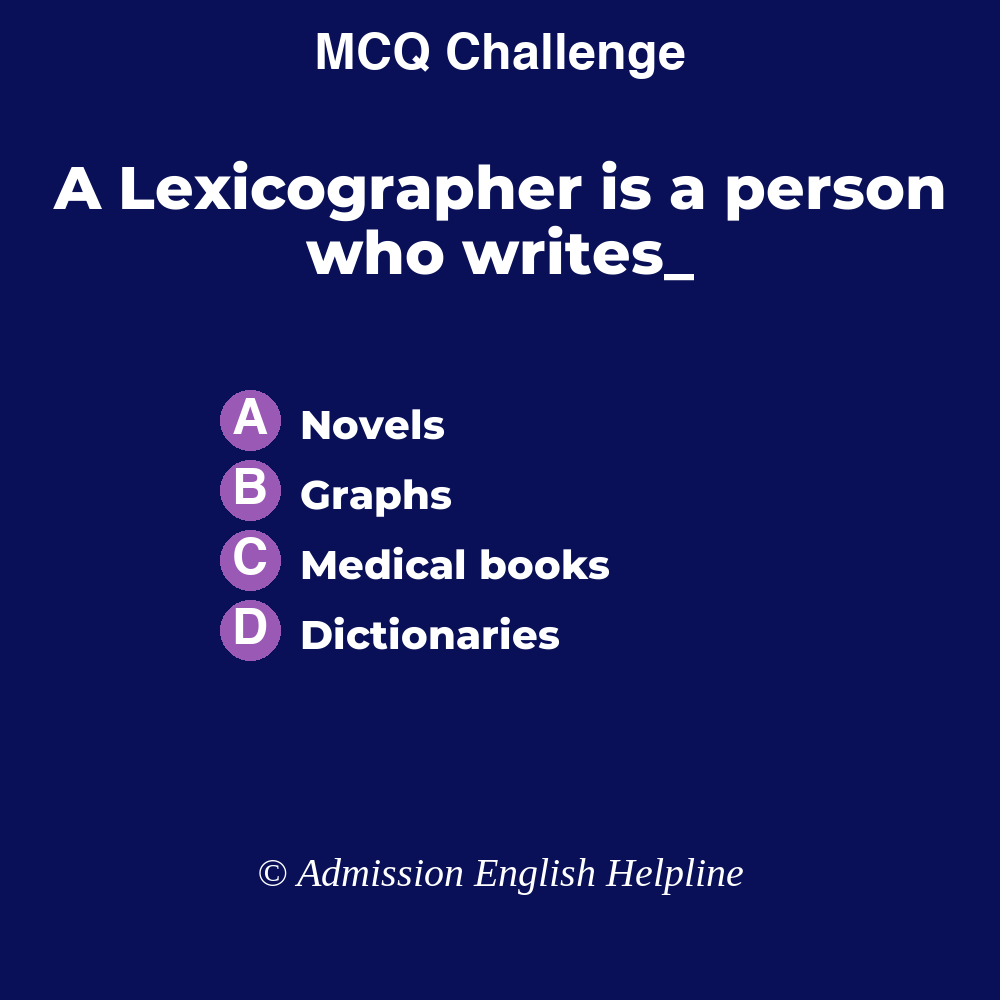 MCQ Challenge
A Lexicographer is a person
who writes_
A Novels
B Graphs
C Medical books
D Dictionaries
© Admission English Helpline